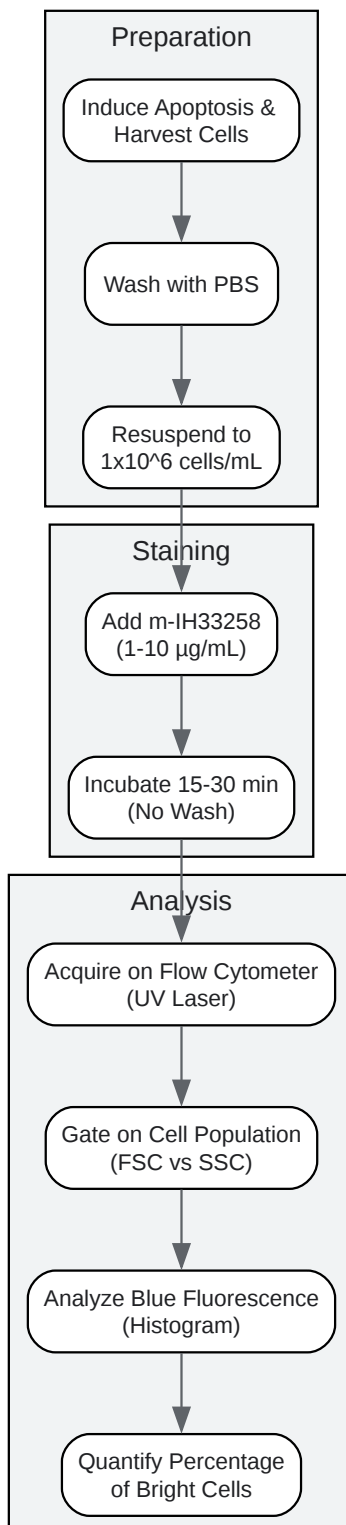 Preparation
Induce Apoptosis &
Harvest Cells
Wash with PBS
Resuspend to
1x10^6 cells/mL
Staining
Add m-IH33258
(1-10 µg/mL)
Incubate 15-30 min
(No Wash)
Analysis
Acquire on Flow Cytometer
(UV Laser)
Gate on Cell Population
(FSC vs SSC)
Analyze Blue Fluorescence
(Histogram)
Quantify Percentage
of Bright Cells